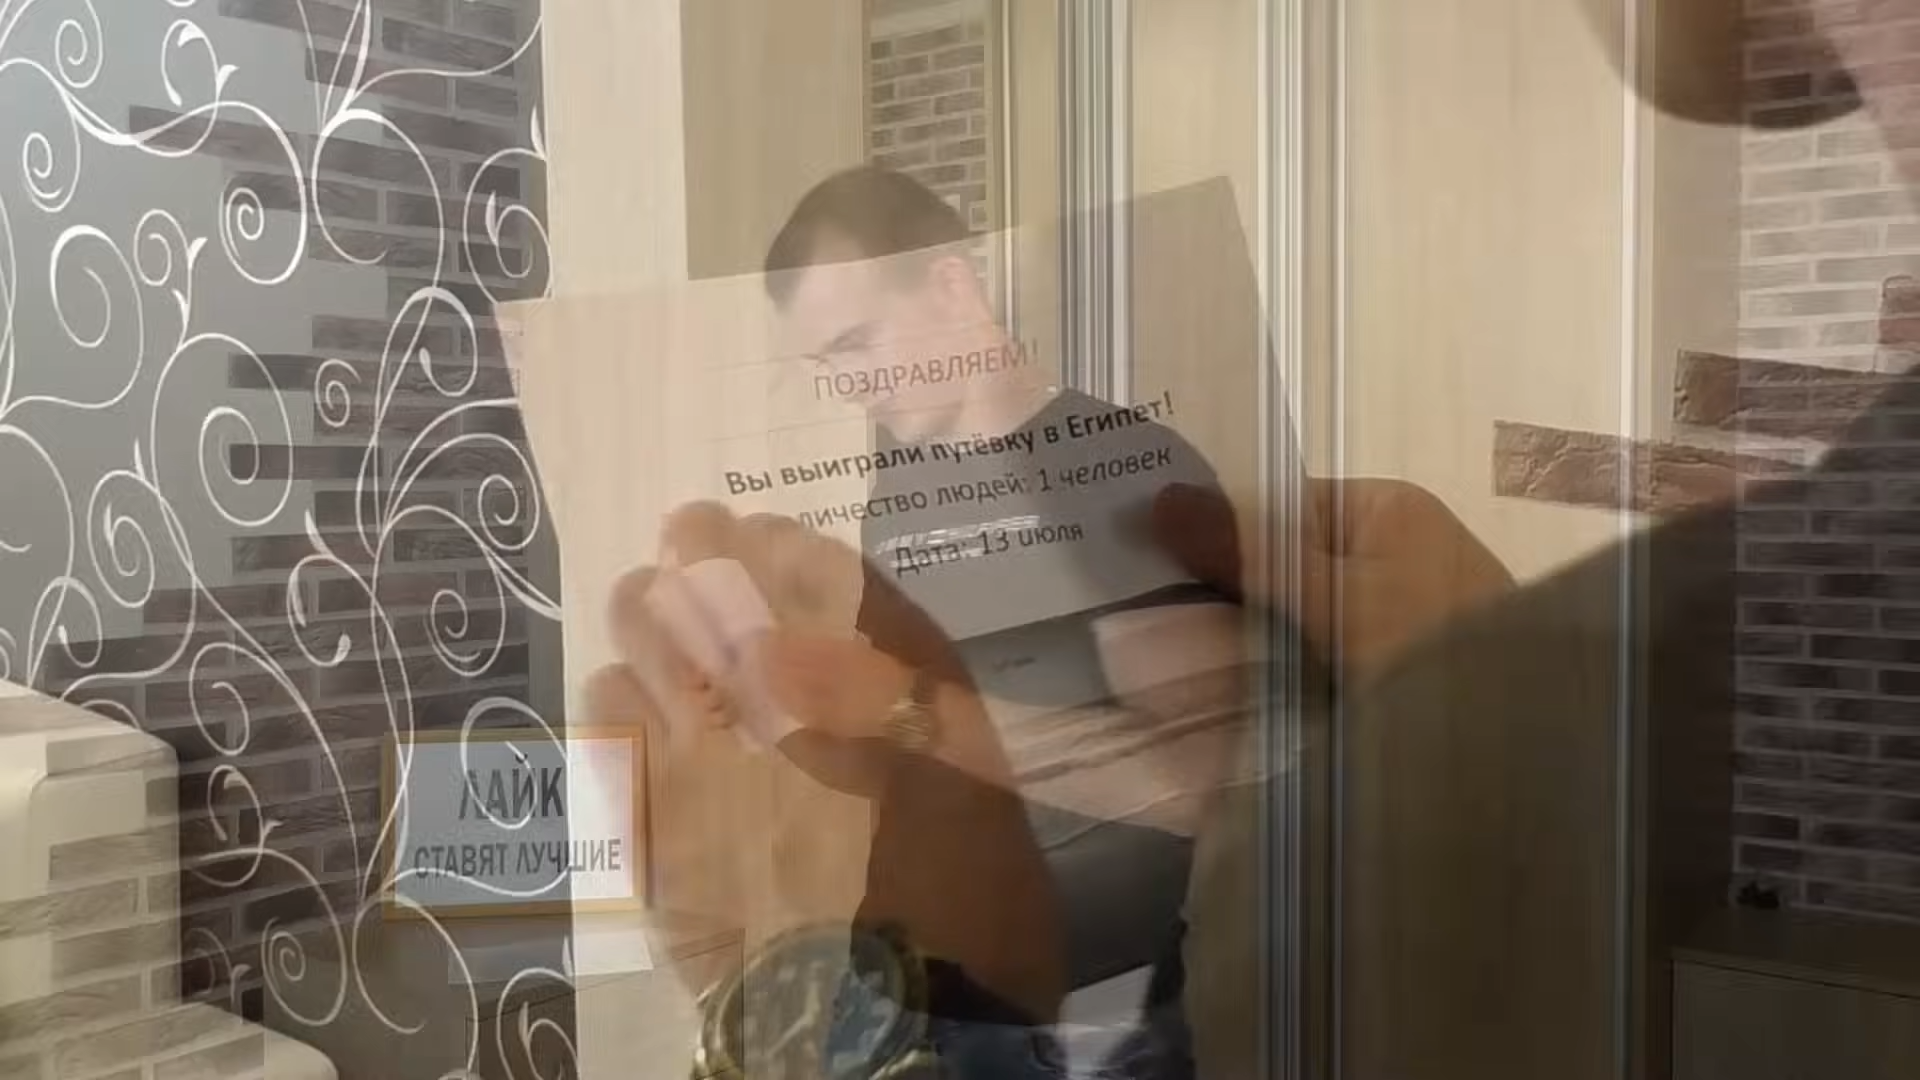 ПОЗДРАВЛЯЕМ!
Вы выиграли путёвку в Египет!
личество людей: 1 человек
Дата: 13 июля
ЛАЙК
СТАВЯТ ЛУЧШИЕ